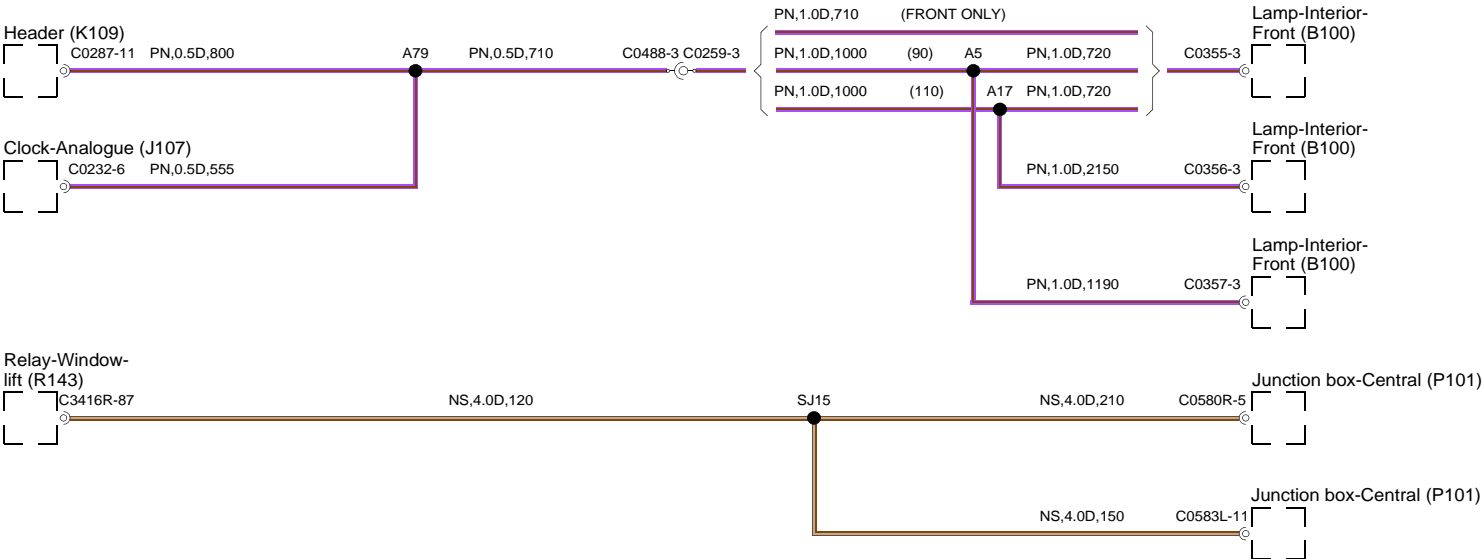 PN,1.0D,710 (FRONT ONLY)
Lamp-Interior-
Front (B100)
Header (K109)
C0287-11 PN,0.5D,800 A79 PN,0.5D,710 C0488-3 C0259-3 PN,1.0D,1000 (90) A5 PN,1.0D,720 C0355-3
PN,1.0D,1000 (110) A17 PN,1.0D,720
Lamp-Interior-
Front (B100)
Clock-Analogue (J107)
C0232-6 PN,0.5D,555 PN,1.0D,2150 C0356-3
Lamp-Interior-
Front (B100)
PN,1.0D,1190 C0357-3
Relay-Window-
lift (R143)
Junction box-Central (P101)
C3416R-87 NS,4.0D,120 SJ15 NS,4.0D,210 C0580R-5
Junction box-Central (P101)
NS,4.0D,150 C0583L-11